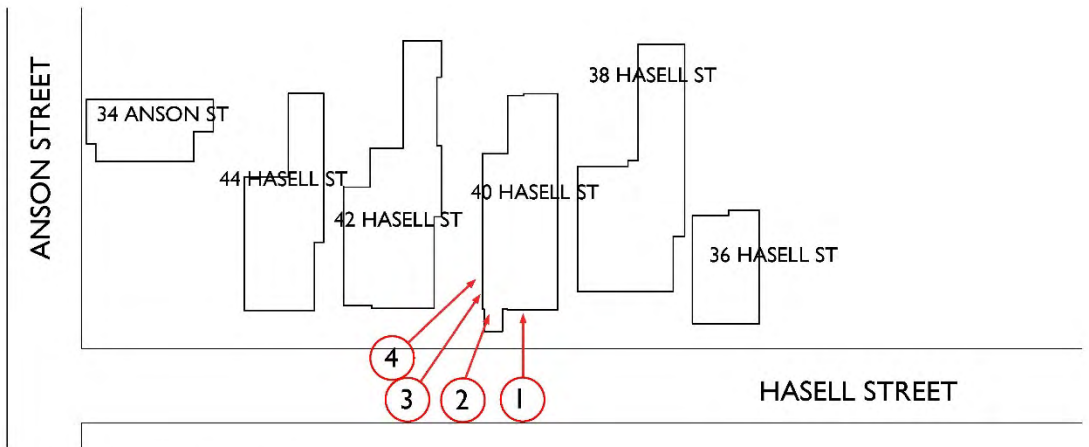 ANSON STREET
34 ANSON ST
44 HASELL ST
42 HASELL ST
40 HASELL ST
38 HASELL ST
36 HASELL ST
4
3
2
1
HASELL STREET